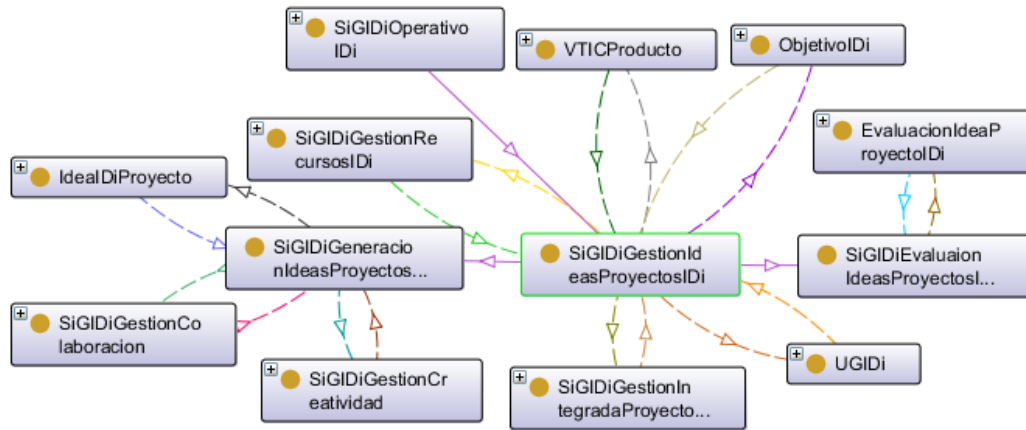 SiGIDiOperativo
IDi
VTICProducto
ObjetivoIDi
SiGIDiGestionRe
cursosIDi
EvaluacionIdeaP
royectoIDi
IdeaIDiProyecto
SiGIDiGeneracio
nIdeasProyectos...
SiGIDiGestionId
easProyectosIDi
SiGIDiEvaluaion
IdeasProyectosI...
SiGIDiGestionCo
laboracion
SiGIDiGestionCr
eatividad
SiGIDiGestionIn
tegradaProyecto...
UGIDi